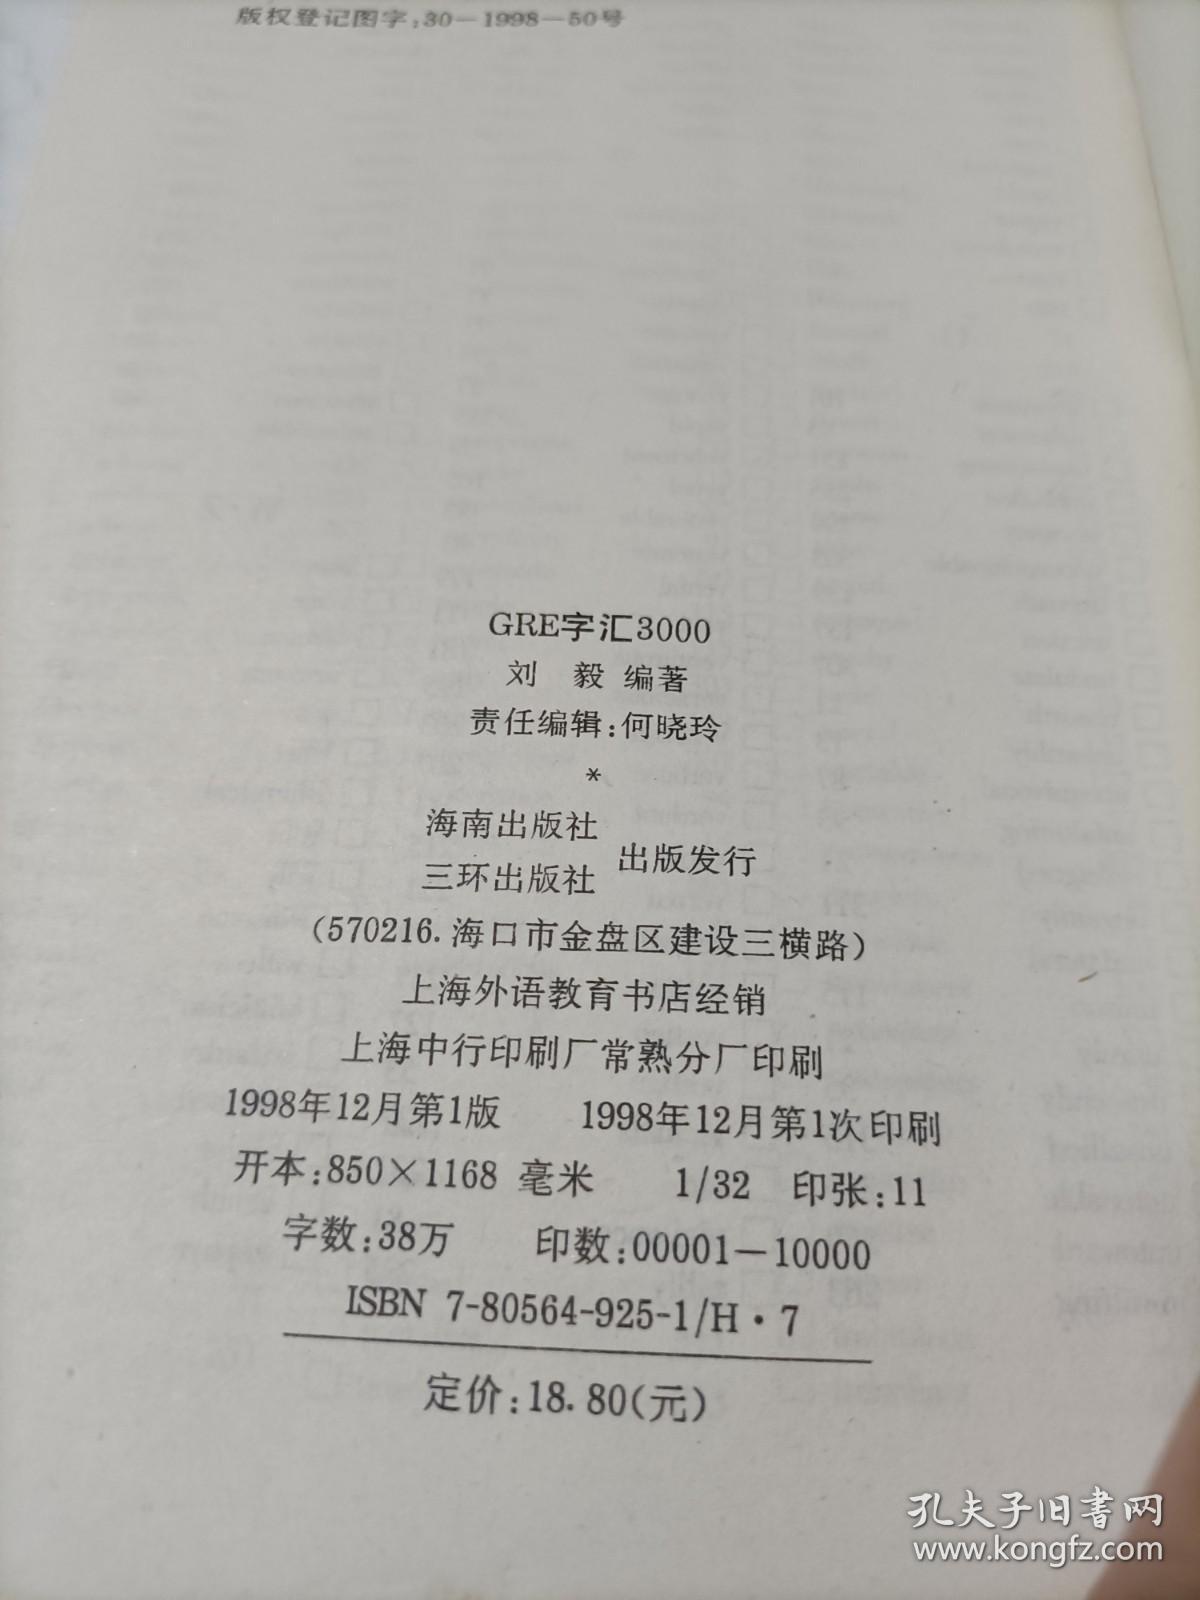 版权登记图字:30—1998—50号
GRE字汇3000
刘 毅 编著
责任编辑:何晓玲
*
海南出版社
三环出版社
出版发行
(570216.海口市金盘区建设三横路)
上海外语教育书店经销
上海中行印刷厂常熟分厂印刷
1998年12月第1版 1998年12月第1次印刷
开本:850×1168 毫米 1/32 印张:11
字数:38万 印数:00001—10000
ISBN 7-80564-925-1/H·7
定价:18.80(元)
孔夫子旧书网
www.kongfz.com